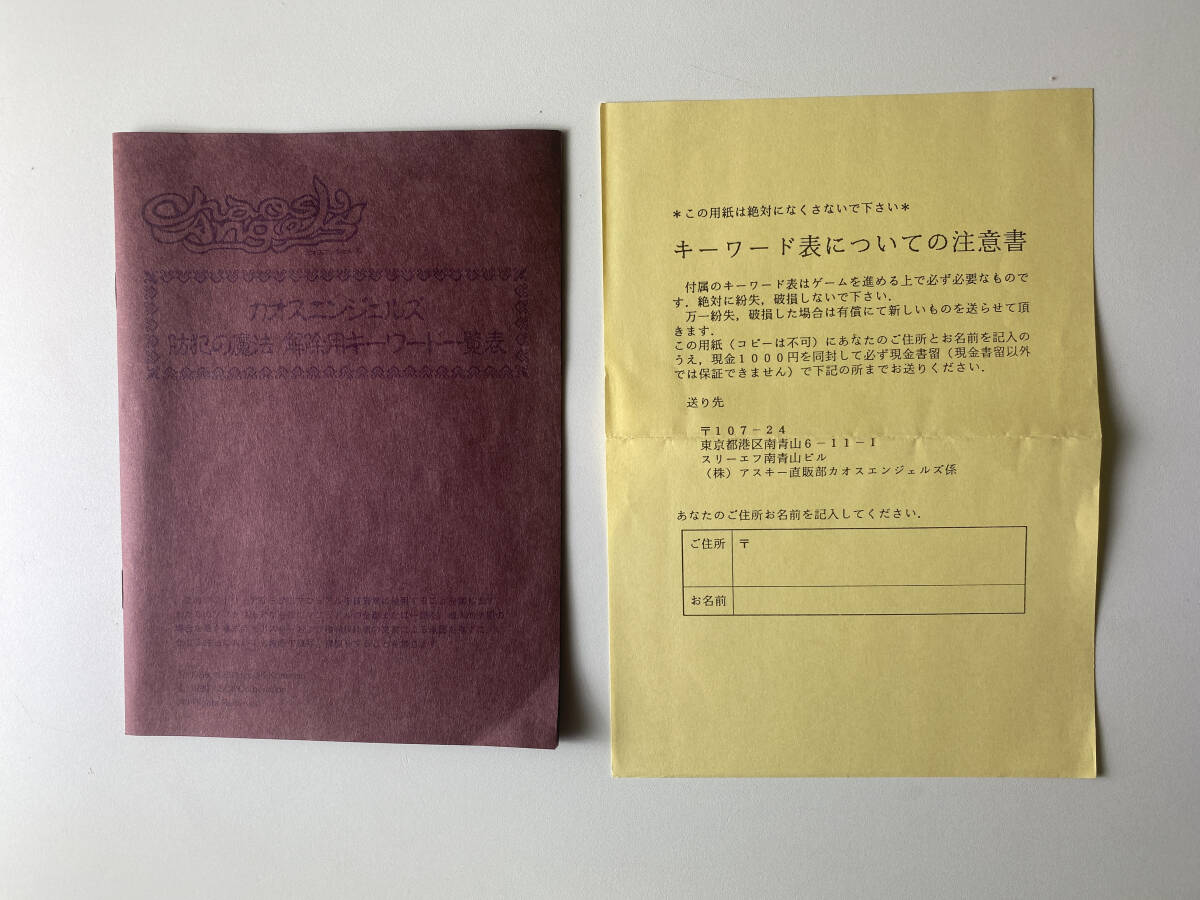 Chaos Angels
カオスエンジェルズ
防犯の魔法 解除用キーワード一覧表
All Rights Reserved
＊この用紙は絶対になくさないで下さい＊
キーワード表についての注意書
付属のキーワード表はゲームを進める上で必ず必要なもので
す．絶対に紛失，破損しないで下さい．
万一紛失，破損した場合は有償にて新しいものを送らせて頂
きます．
この用紙（コピーは不可）にあなたのご住所とお名前を記入の
うえ，現金１０００円を同封して必ず現金書留（現金書留以外
では保証できません）で下記の所までお送りください．
送り先
〒１０７－２４
東京都港区南青山６－１１－１
スリーエフ南青山ビル
（株）アスキー直販部カオスエンジェルズ係
あなたのご住所お名前を記入してください．
ご住所 〒
お名前